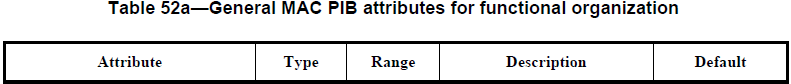 Table 52a—General MAC PIB attributes for functional organization
Attribute Type Range Description Default